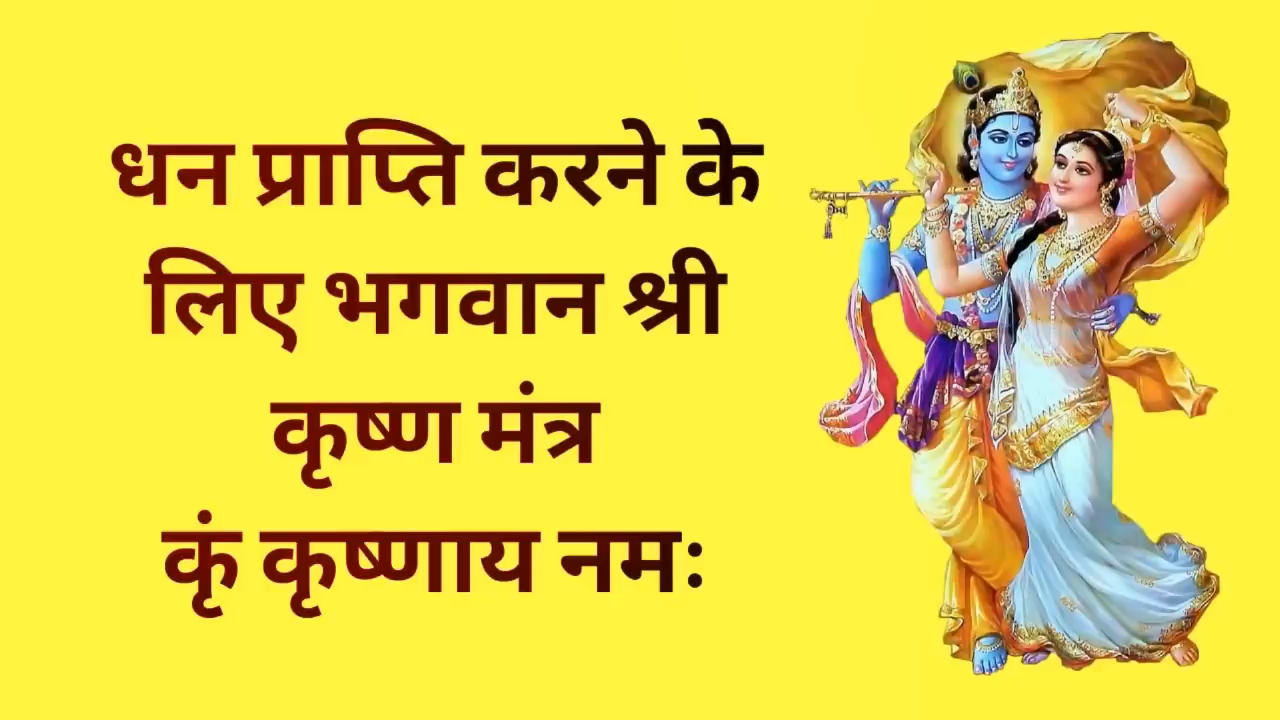 धन प्राप्ति करने के
लिए भगवान श्री
कृष्ण मंत्र
कृं कृष्णाय नमः